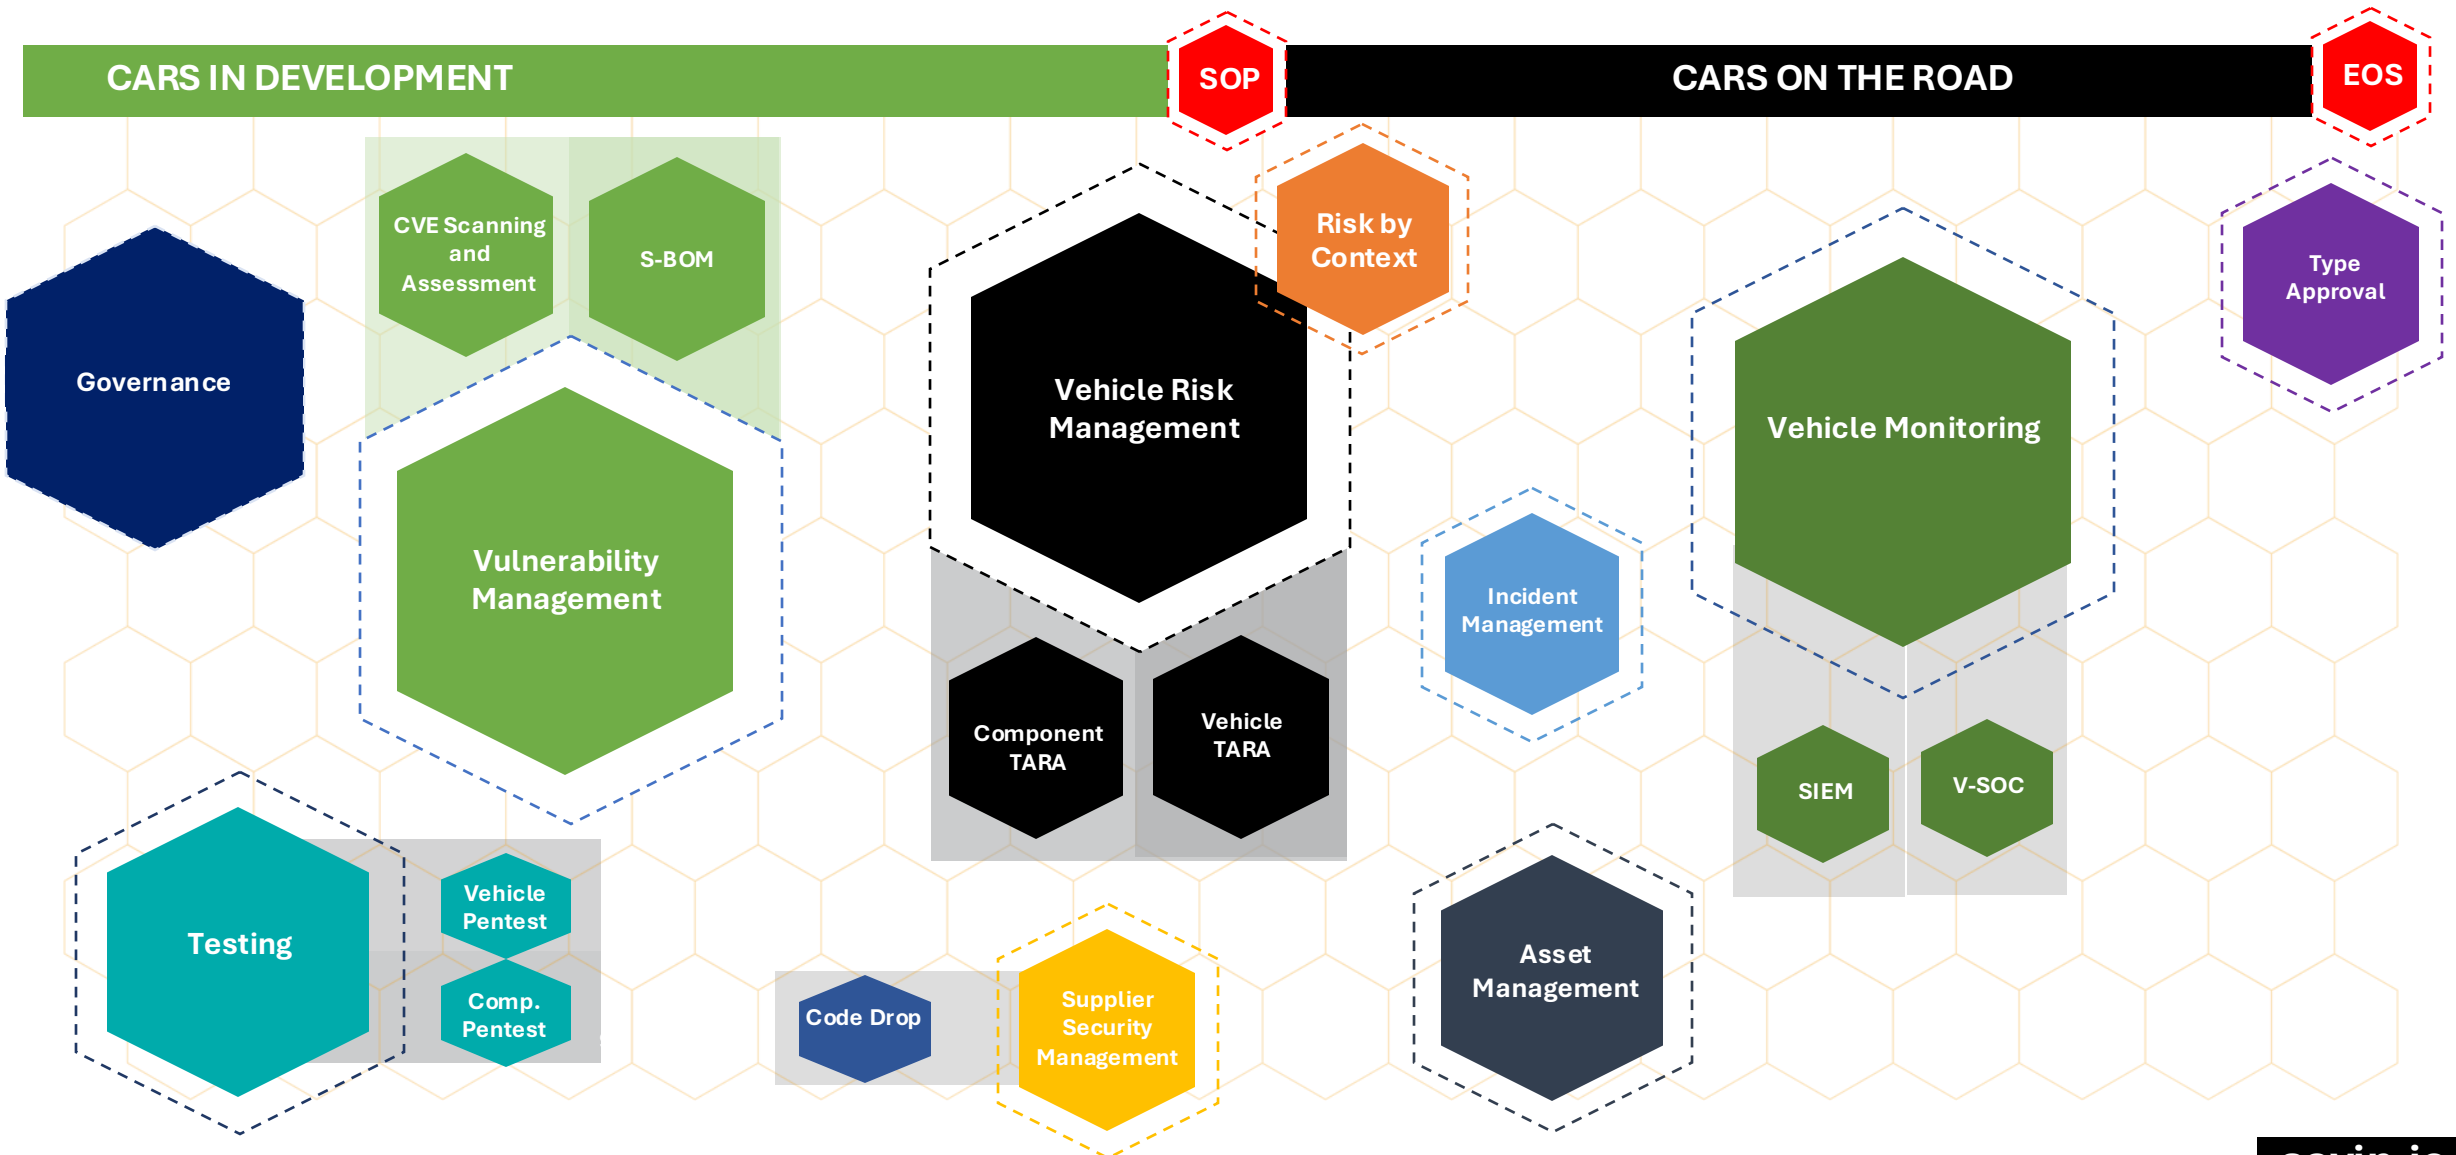 CARS IN DEVELOPMENT
SOP
CARS ON THE ROAD
EOS
CVE Scanning
and
Assessment
S-BOM
Risk by
Context
Type
Approval
Governance
Vehicle Risk
Management
Vehicle Monitoring
Vulnerability
Management
Incident
Management
Component
TARA
Vehicle
TARA
SIEM
V-SOC
Testing
Vehicle
Pentest
Comp.
Pentest
Code Drop
Supplier
Security
Management
Asset
Management